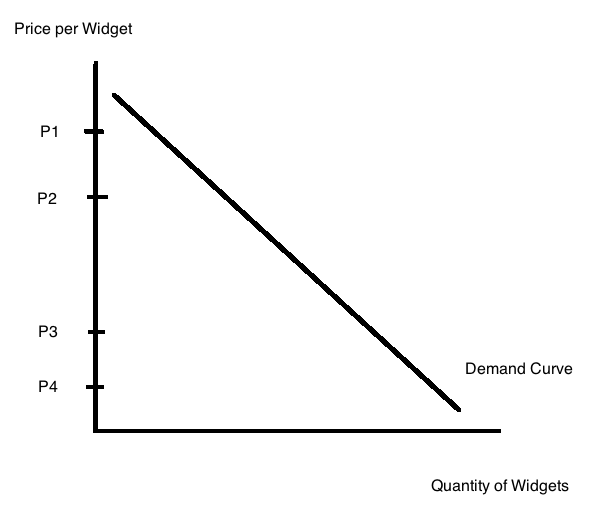 Price per Widget
P1
P2
P3
Demand Curve
P4
Quantity of Widgets